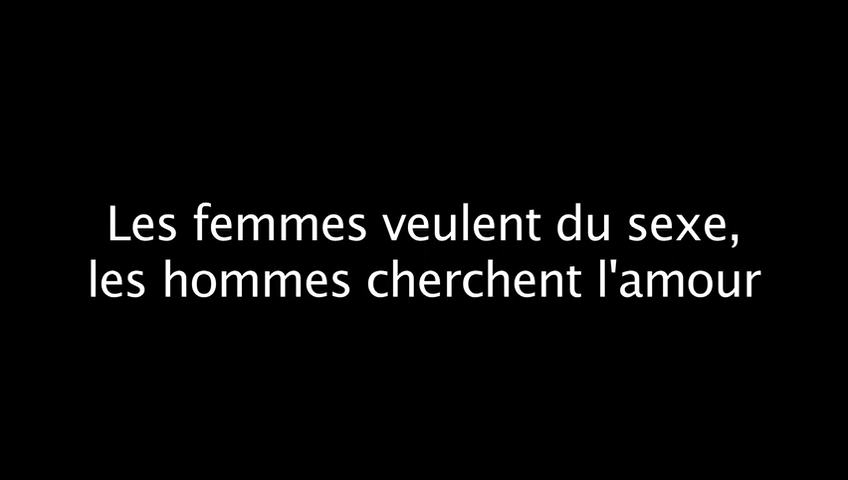 Les femmes veulent du sexe,
les hommes cherchent l'amour